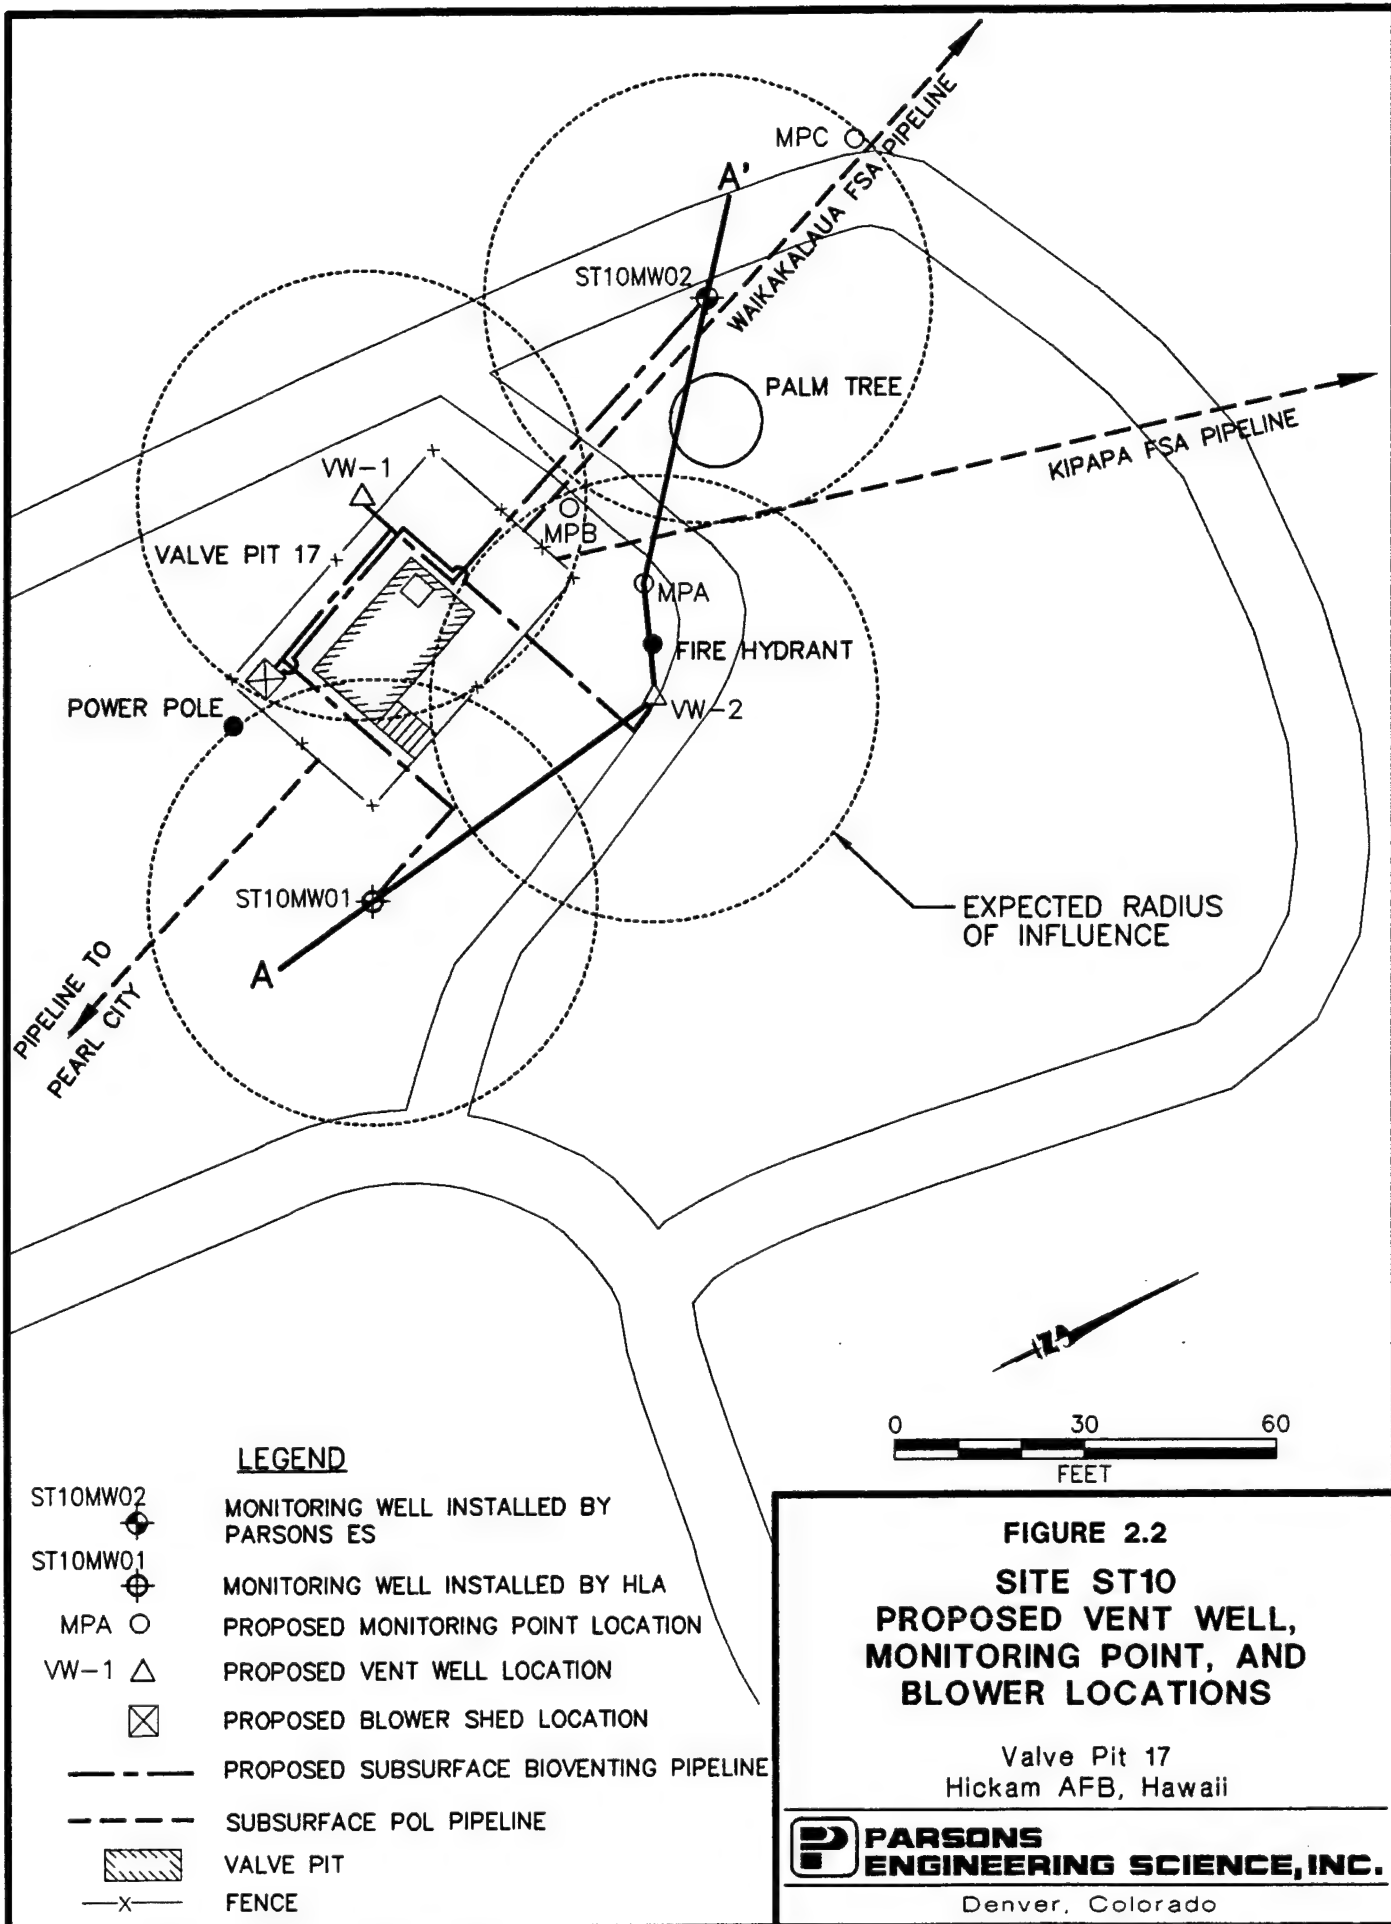 MPC
WAIKAKALAUA FSA PIPELINE
A'
ST10MW02
PALM TREE
KIPAPA FSA PIPELINE
VW-1
MPB
VALVE PIT 17
MPA
FIRE HYDRANT
POWER POLE
VW-2
ST10MW01
EXPECTED RADIUS
OF INFLUENCE
A
PIPELINE TO
PEARL CITY
N
0 30 60
FEET
LEGEND
ST10MW02
MONITORING WELL INSTALLED BY
PARSONS ES
ST10MW01
MONITORING WELL INSTALLED BY HLA
MPA
PROPOSED MONITORING POINT LOCATION
VW-1
PROPOSED VENT WELL LOCATION
PROPOSED BLOWER SHED LOCATION
PROPOSED SUBSURFACE BIOVENTING PIPELINE
SUBSURFACE POL PIPELINE
VALVE PIT
FENCE
FIGURE 2.2
SITE ST10
PROPOSED VENT WELL,
MONITORING POINT, AND
BLOWER LOCATIONS
Valve Pit 17
Hickam AFB, Hawaii
PARSONS
ENGINEERING SCIENCE, INC.
Denver, Colorado